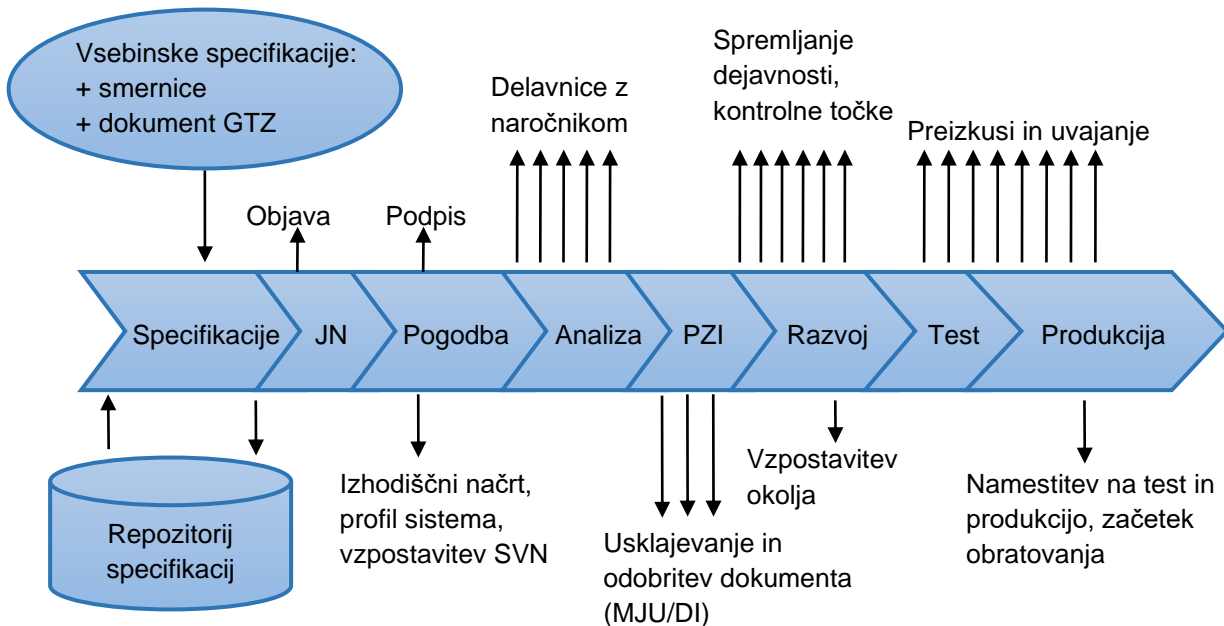 Vsebinske specifikacije:
+ smernice
+ dokument GTZ
Objava
Podpis
Delavnice z
naročnikom
Spremljanje
dejavnosti,
kontrolne točke
Preizkusi in uvajanje
Specifikacije
JN
Pogodba
Analiza
PZI
Razvoj
Test
Produkcija
Repozitorij
specifikacij
Izhodiščni načrt,
profil sistema,
vzpostavitev SVN
Usklajevanje in
odobritev dokumenta
(MJU/DI)
Vzpostavitev
okolja
Namestitev na test in
produkcijo, začetek
obratovanja